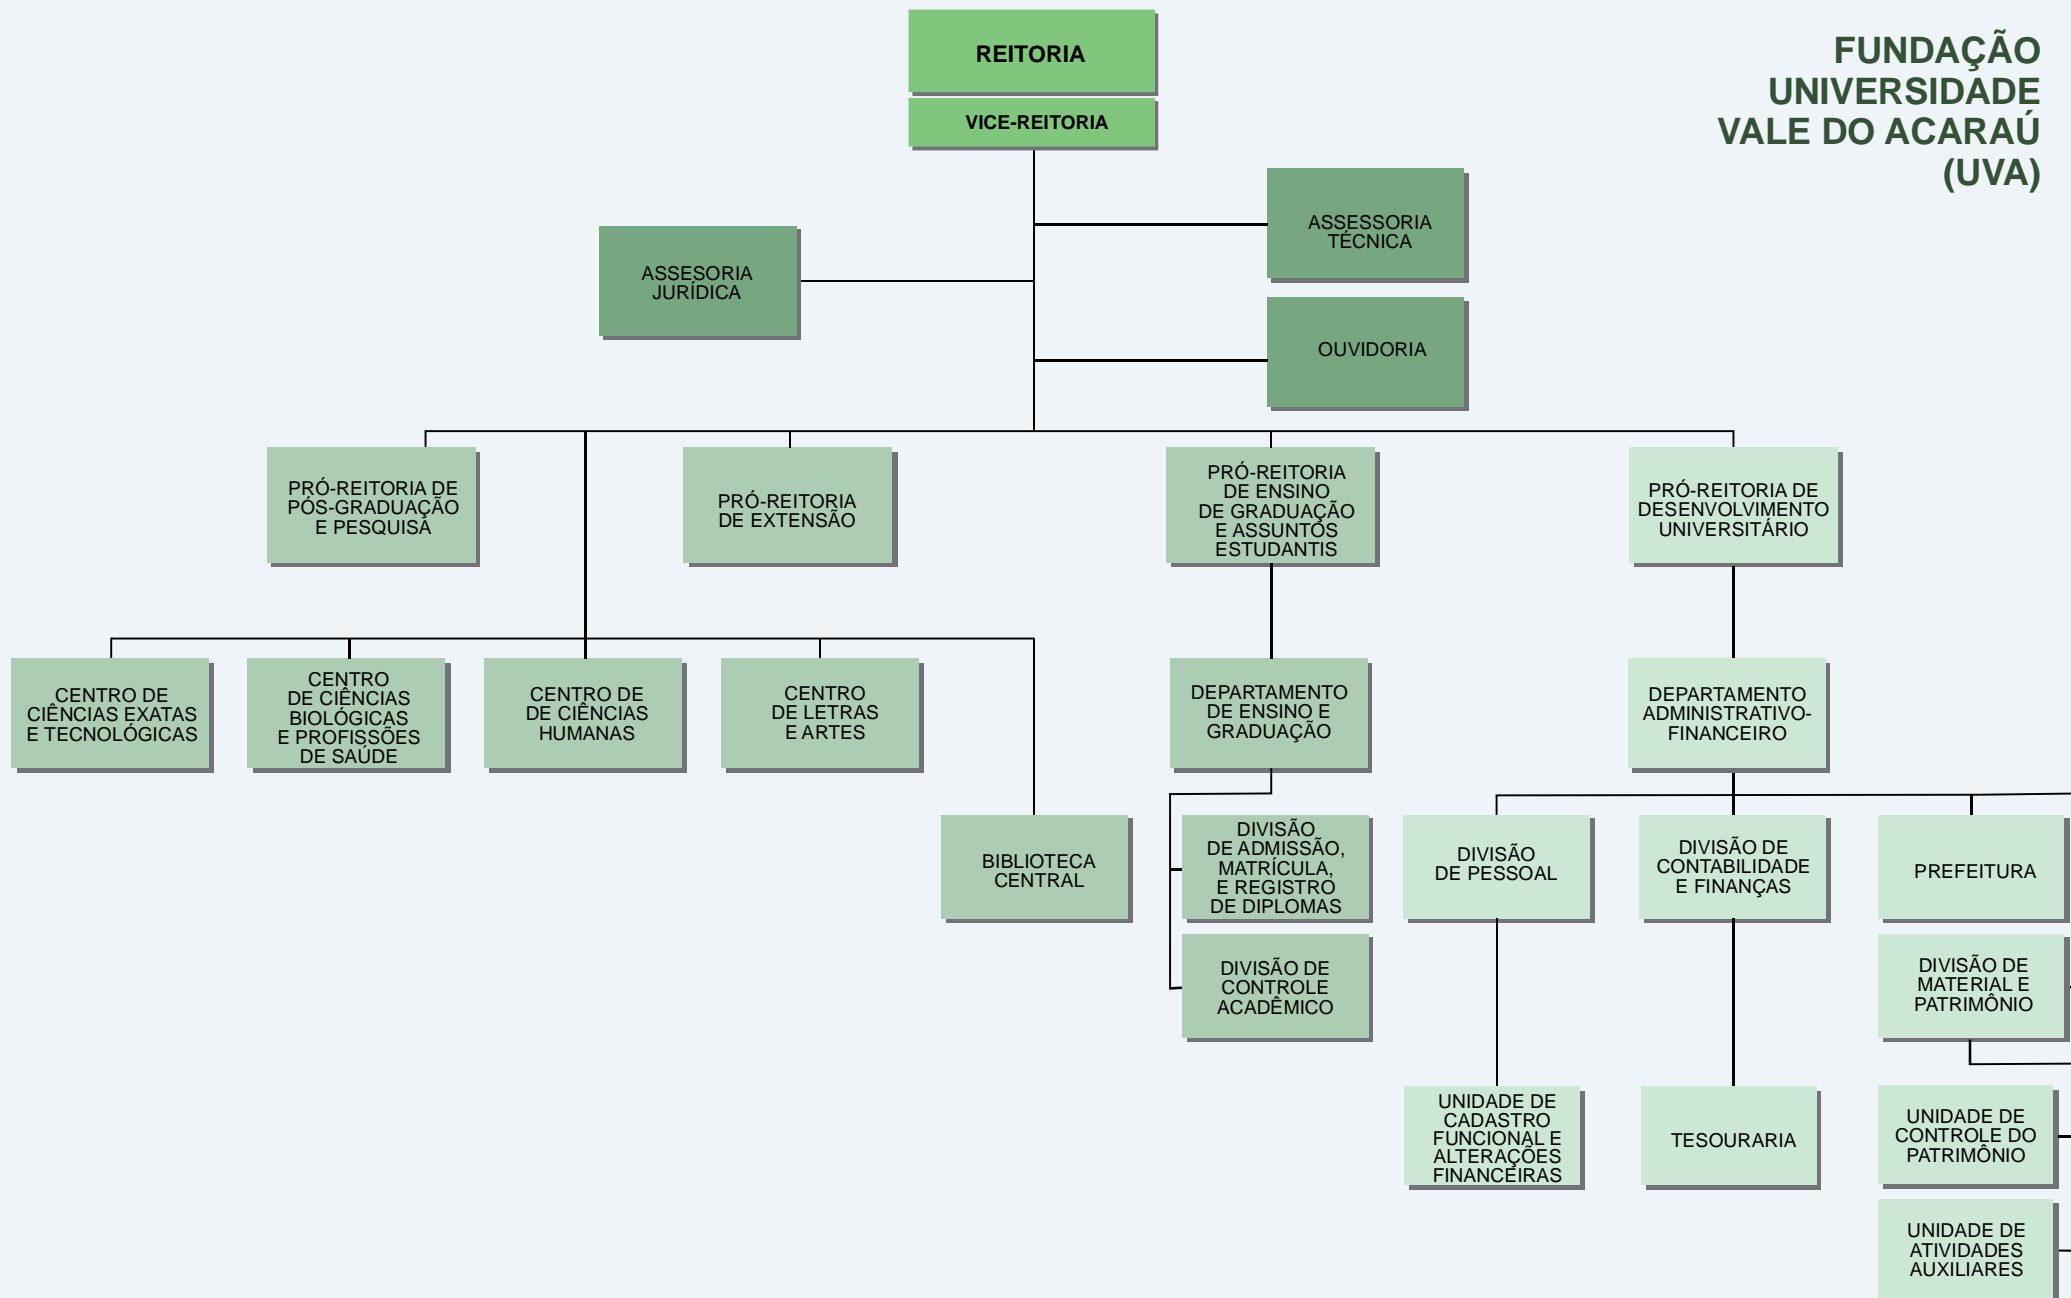 REITORIA
VICE-REITORIA
FUNDAÇÃO
UNIVERSIDADE
VALE DO ACARAÚ
(UVA)
ASSESSORIA
TÉCNICA
ASSESORIA
JURÍDICA
OUVIDORIA
PRÓ-REITORIA DE
PÓS-GRADUAÇÃO
E PESQUISA
PRÓ-REITORIA
DE EXTENSÃO
PRÓ-REITORIA
DE ENSINO
DE GRADUAÇÃO
E ASSUNTOS
ESTUDANTIS
PRÓ-REITORIA DE
DESENVOLVIMENTO
UNIVERSITÁRIO
CENTRO DE
CIÊNCIAS EXATAS
E TECNOLÓGICAS
CENTRO
DE CIÊNCIAS
BIOLÓGICAS
E PROFISSÕES
DE SAÚDE
CENTRO DE
DE CIÊNCIAS
HUMANAS
CENTRO
DE LETRAS
E ARTES
DEPARTAMENTO
DE ENSINO E
GRADUAÇÃO
DEPARTAMENTO
ADMINISTRATIVO-
FINANCEIRO
BIBLIOTECA
CENTRAL
DIVISÃO
DE ADMISSÃO,
MATRÍCULA,
E REGISTRO
DE DIPLOMAS
DIVISÃO
DE PESSOAL
DIVISÃO DE
CONTABILIDADE
E FINANÇAS
PREFEITURA
DIVISÃO DE
CONTROLE
ACADÊMICO
DIVISÃO DE
MATERIAL E
PATRIMÔNIO
UNIDADE DE
CADASTRO
FUNCIONAL E
ALTERAÇÕES
FINANCEIRAS
TESOURARIA
UNIDADE DE
CONTROLE DO
PATRIMÔNIO
UNIDADE DE
ATIVIDADES
AUXILIARES